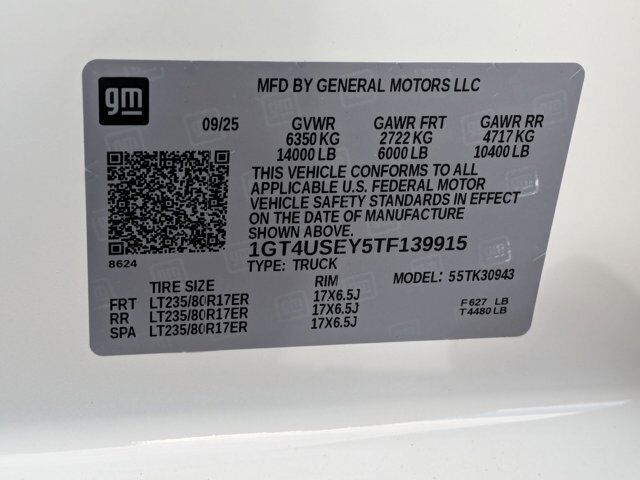 gm
MFD BY GENERAL MOTORS LLC
09/25 GVWR GAWR FRT GAWR RR
6350 KG 2722 KG 4717 KG
14000 LB 6000 LB 10400 LB
THIS VEHICLE CONFORMS TO ALL
APPLICABLE U.S. FEDERAL MOTOR
VEHICLE SAFETY STANDARDS IN EFFECT
ON THE DATE OF MANUFACTURE
SHOWN ABOVE.
1GT4USEY5TF139915
8624
TYPE: TRUCK MODEL: 55TK30943
TIRE SIZE RIM
FRT LT235/80R17ER 17X6.5J F 627 LB
RR LT235/80R17ER 17X6.5J T 4480 LB
SPA LT235/80R17ER 17X6.5J